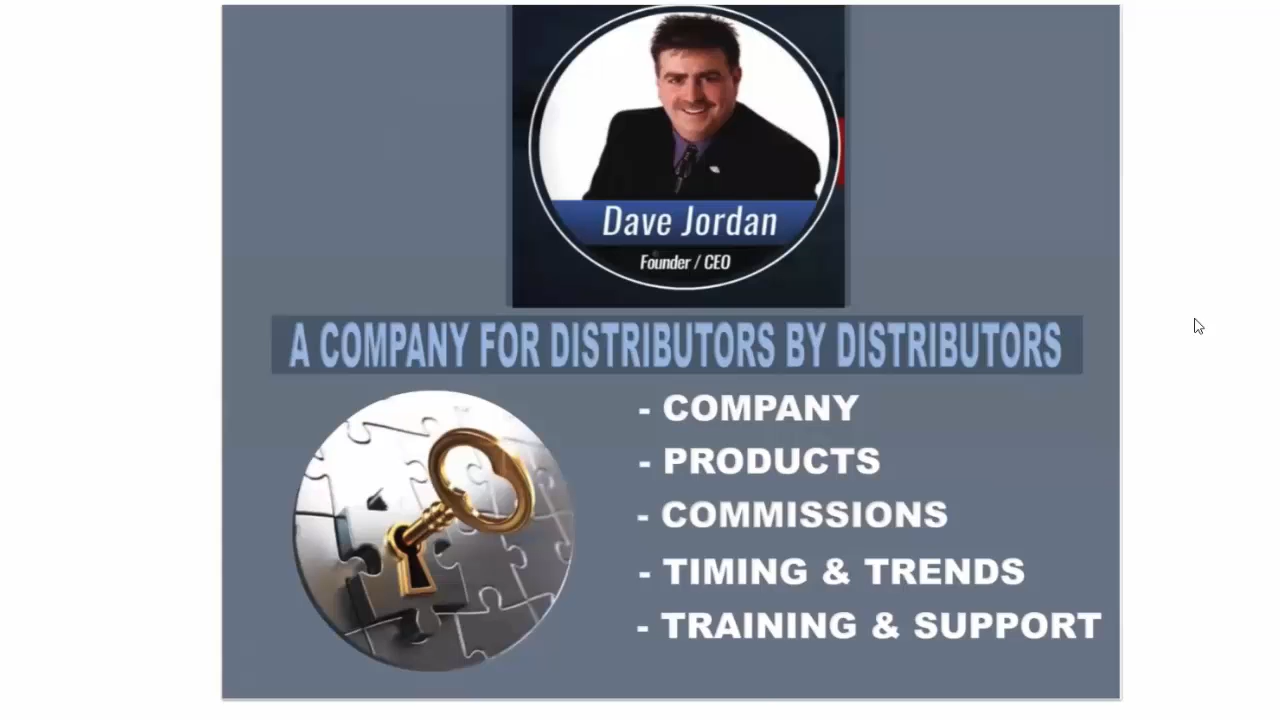 Dave Jordan
Founder / CEO
A COMPANY FOR DISTRIBUTORS BY DISTRIBUTORS
- COMPANY
- PRODUCTS
- COMMISSIONS
- TIMING & TRENDS
- TRAINING & SUPPORT